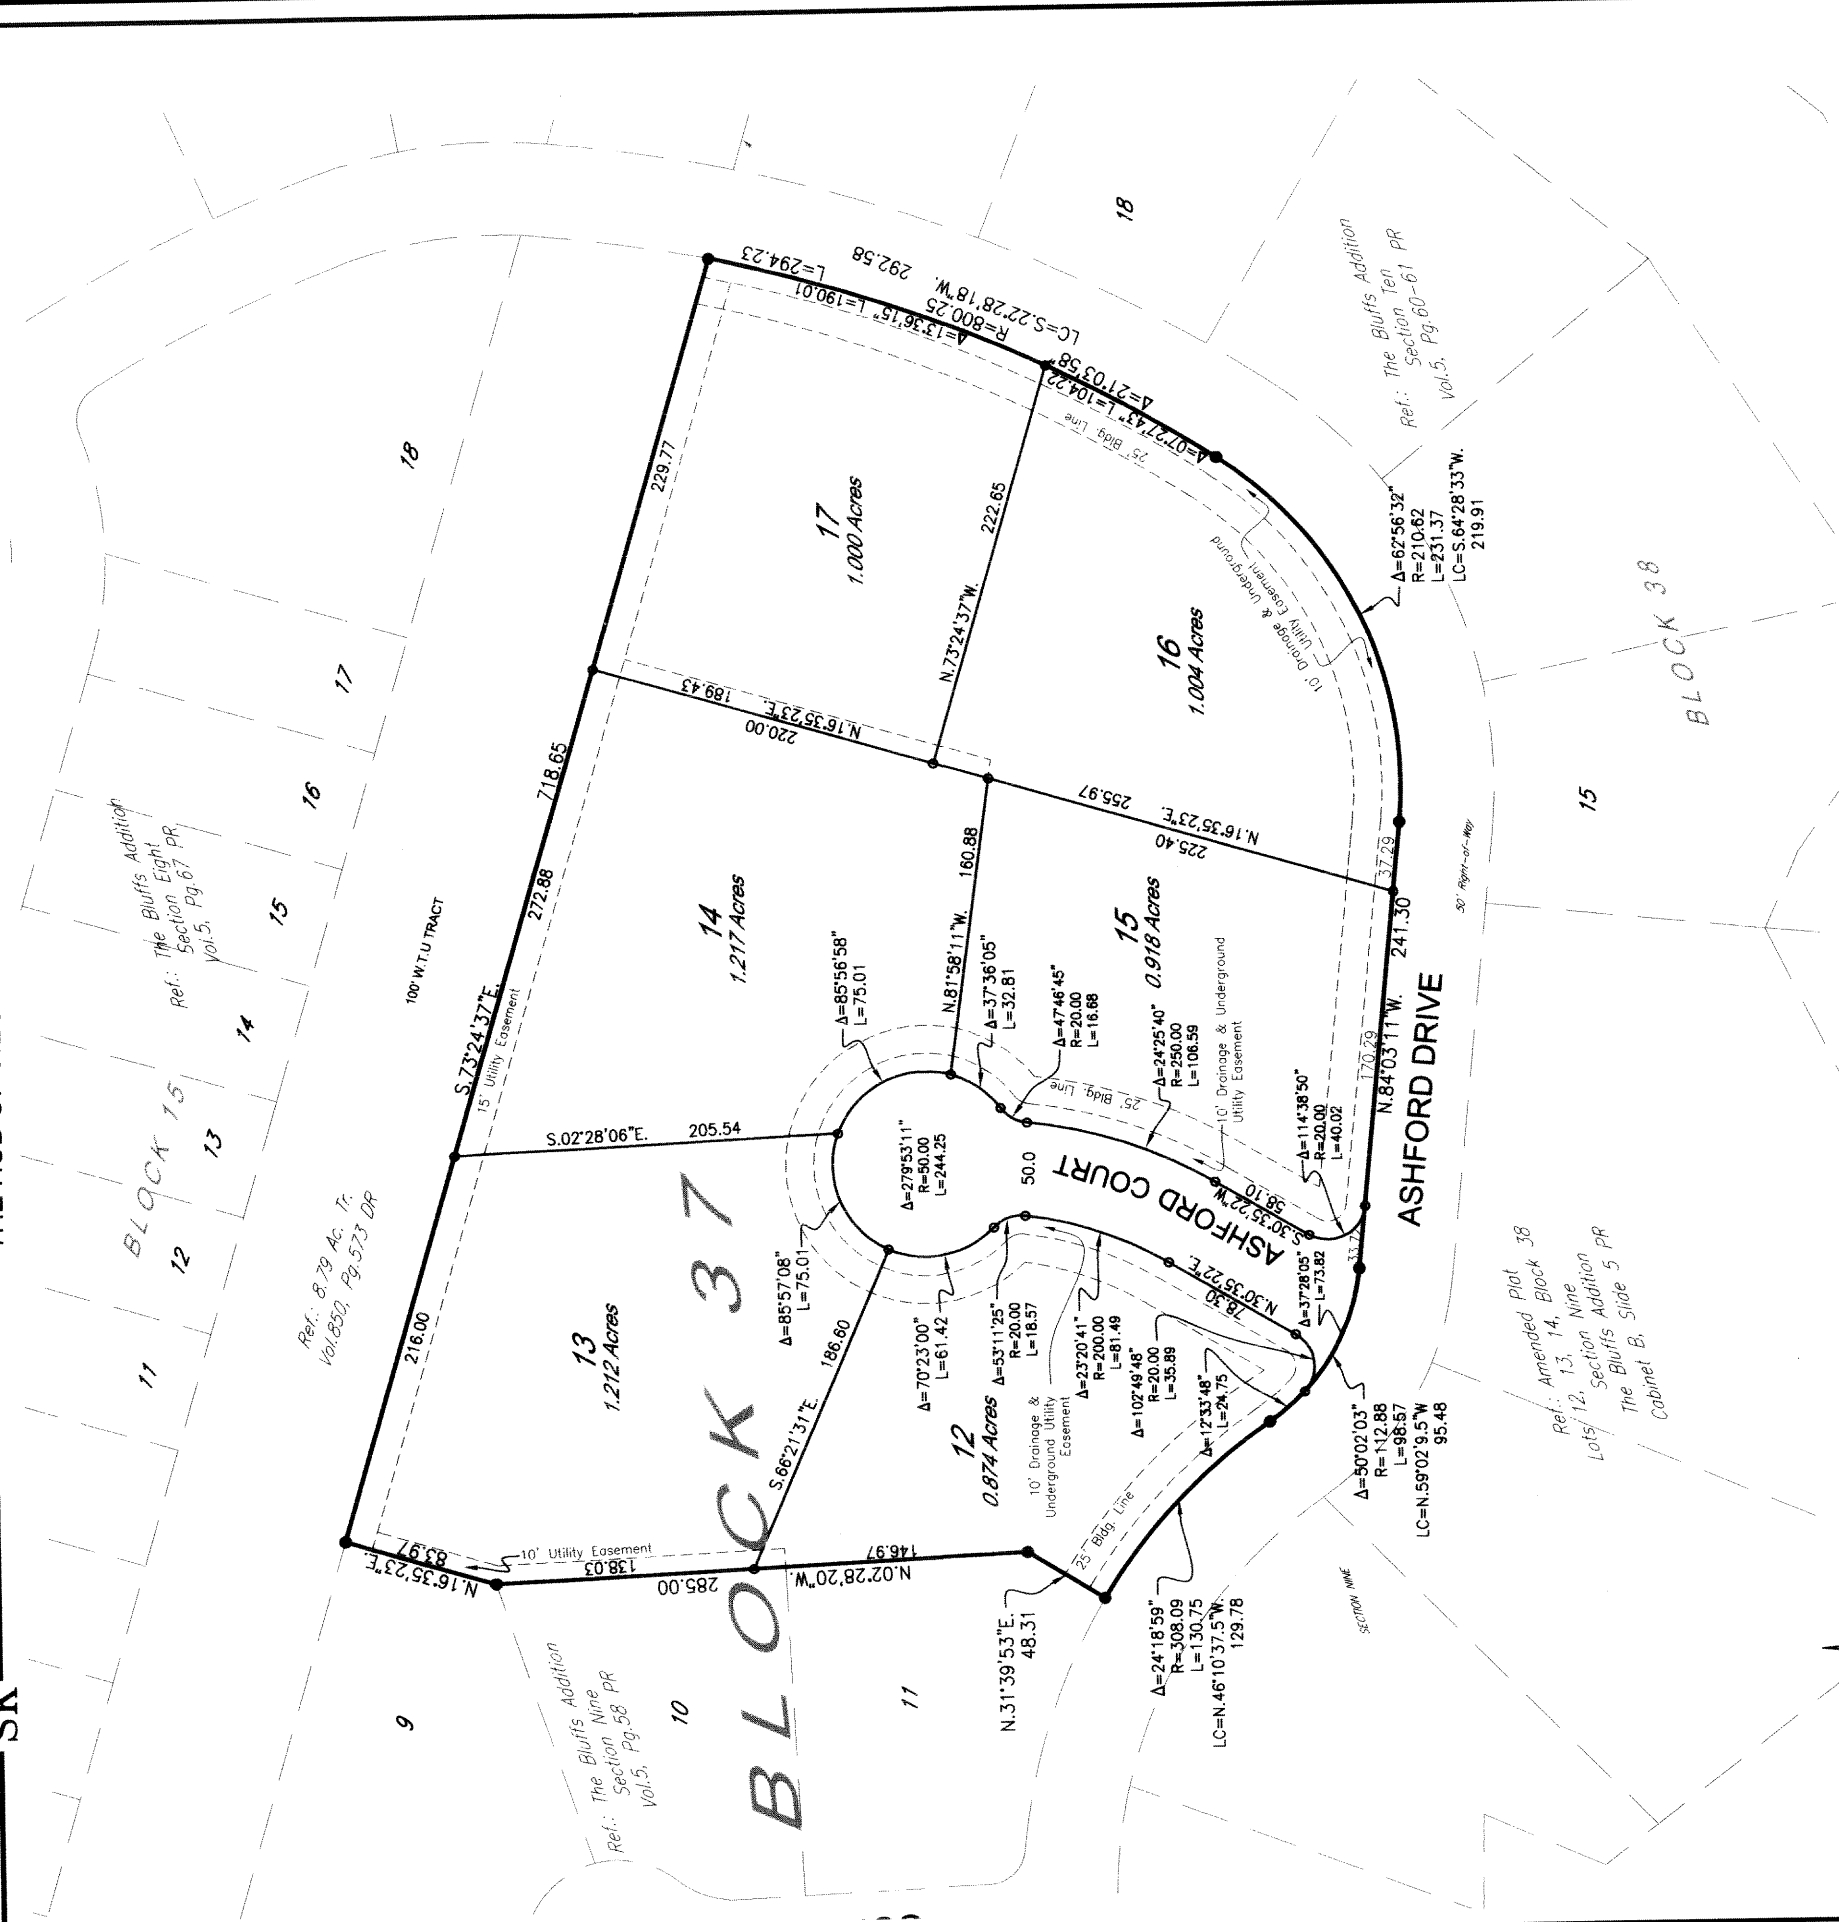 SR
18
17
16
15
14
13
12
11
BLOCK 15
Ref.: The Bluffs Addition
Section Eight
Vol.5, Pg.67 PR
100' W.T.U TRACT
Ref.: 8.79 Ac. Tr.
Vol.850, Pg.573 DR
9
10
11
Ref.: The Bluffs Addition
Section Nine
Vol.5, Pg.58 PR
BLOCK 37
S.73°24'37"E.
718.65
229.77
272.88
216.00
15' Utility Easement
N.16°35'23"E.
83.97
10' Utility Easement
138.03
285.00
N.02°28'20"W.
146.97
N.31°39'53"E.
48.31
13
1.212 Acres
S.02°28'06"E.
205.54
S.66°21'31"E.
186.60
14
1.217 Acres
N.16°35'23"E.
189.43
220.00
17
1.000 Acres
N.73°24'37"W.
222.65
16
1.004 Acres
N.16°35'23"E.
255.97
225.40
15
0.918 Acres
N.81°58'11"W.
160.88
12
0.874 Acres
L=294.23
292.58
Δ=13°36'15" L=190.01
R=800.25
LC=S.22°28'18"W.
Δ=21°03'58"
Δ=07°27'43" L=104.22
25' Bldg. Line
10' Drainage & Underground
Utility Easement
Δ=62°56'32"
R=210.62
L=231.37
LC=S.64°28'33"W.
219.91
Δ=85°56'58"
L=75.01
Δ=37°36'05"
L=32.81
Δ=47°46'45"
R=20.00
L=16.68
Δ=24°25'40"
R=250.00
L=106.59
10' Drainage & Underground
Utility Easement
25' Bldg. Line
Δ=114°38'50"
R=20.00
L=40.02
Δ=279°53'11"
R=50.00
L=244.25
50.0
ASHFORD COURT
S.30°35'22"W
58.10
Δ=85°57'08"
L=75.01
Δ=70°23'00"
L=61.42
Δ=53°11'25"
R=20.00
L=18.57
Δ=23°20'41"
R=200.00
L=81.49
10' Drainage &
Underground Utility
Easement
N.30°35'22"E.
78.30
Δ=102°49'48"
R=20.00
L=35.89
Δ=12°33'48"
L=24.75
Δ=37°28'05"
L=73.82
25' Bldg. Line
Δ=24°18'59"
R=308.09
L=130.75
LC=N.46°10'37.5"W.
129.78
Δ=50°02'03"
R=112.88
L=98.57
LC=N.59°02'9.5"W
95.48
37.29
241.30
170.29
N.84°03'11"W.
ASHFORD DRIVE
50' Right-of-Way
SECTION NINE
Ref.: Amended Plat
Lots 12, 13, 14, Block 38
Section Nine
The Bluffs Addition
Cabinet B, Slide 5 PR
15
BLOCK 38
18
Ref.: The Bluffs Addition
Section Ten
Vol.5, Pg.60-61 PR